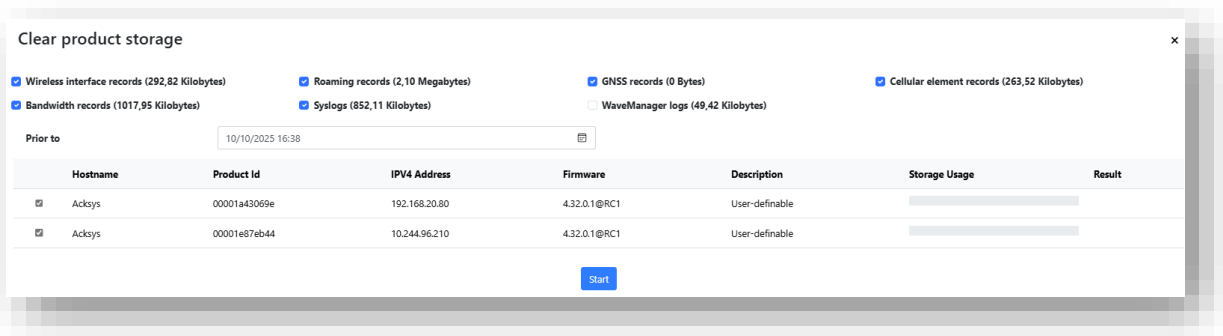 Clear product storage
×
Wireless interface records (292,82 Kilobytes) Roaming records (2,10 Megabytes) GNSS records (0 Bytes) Cellular element records (263,52 Kilobytes)
Bandwidth records (1017,95 Kilobytes) Syslogs (852,11 Kilobytes) WaveManager logs (49,42 Kilobytes)
Prior to 10/10/2025 16:38
Hostname Product Id IPV4 Address Firmware Description Storage Usage Result
Acksys 00001a43069e 192.168.20.80 4.32.0.1@RC1 User-definable
Acksys 00001e87eb44 10.244.96.210 4.32.0.1@RC1 User-definable
Start